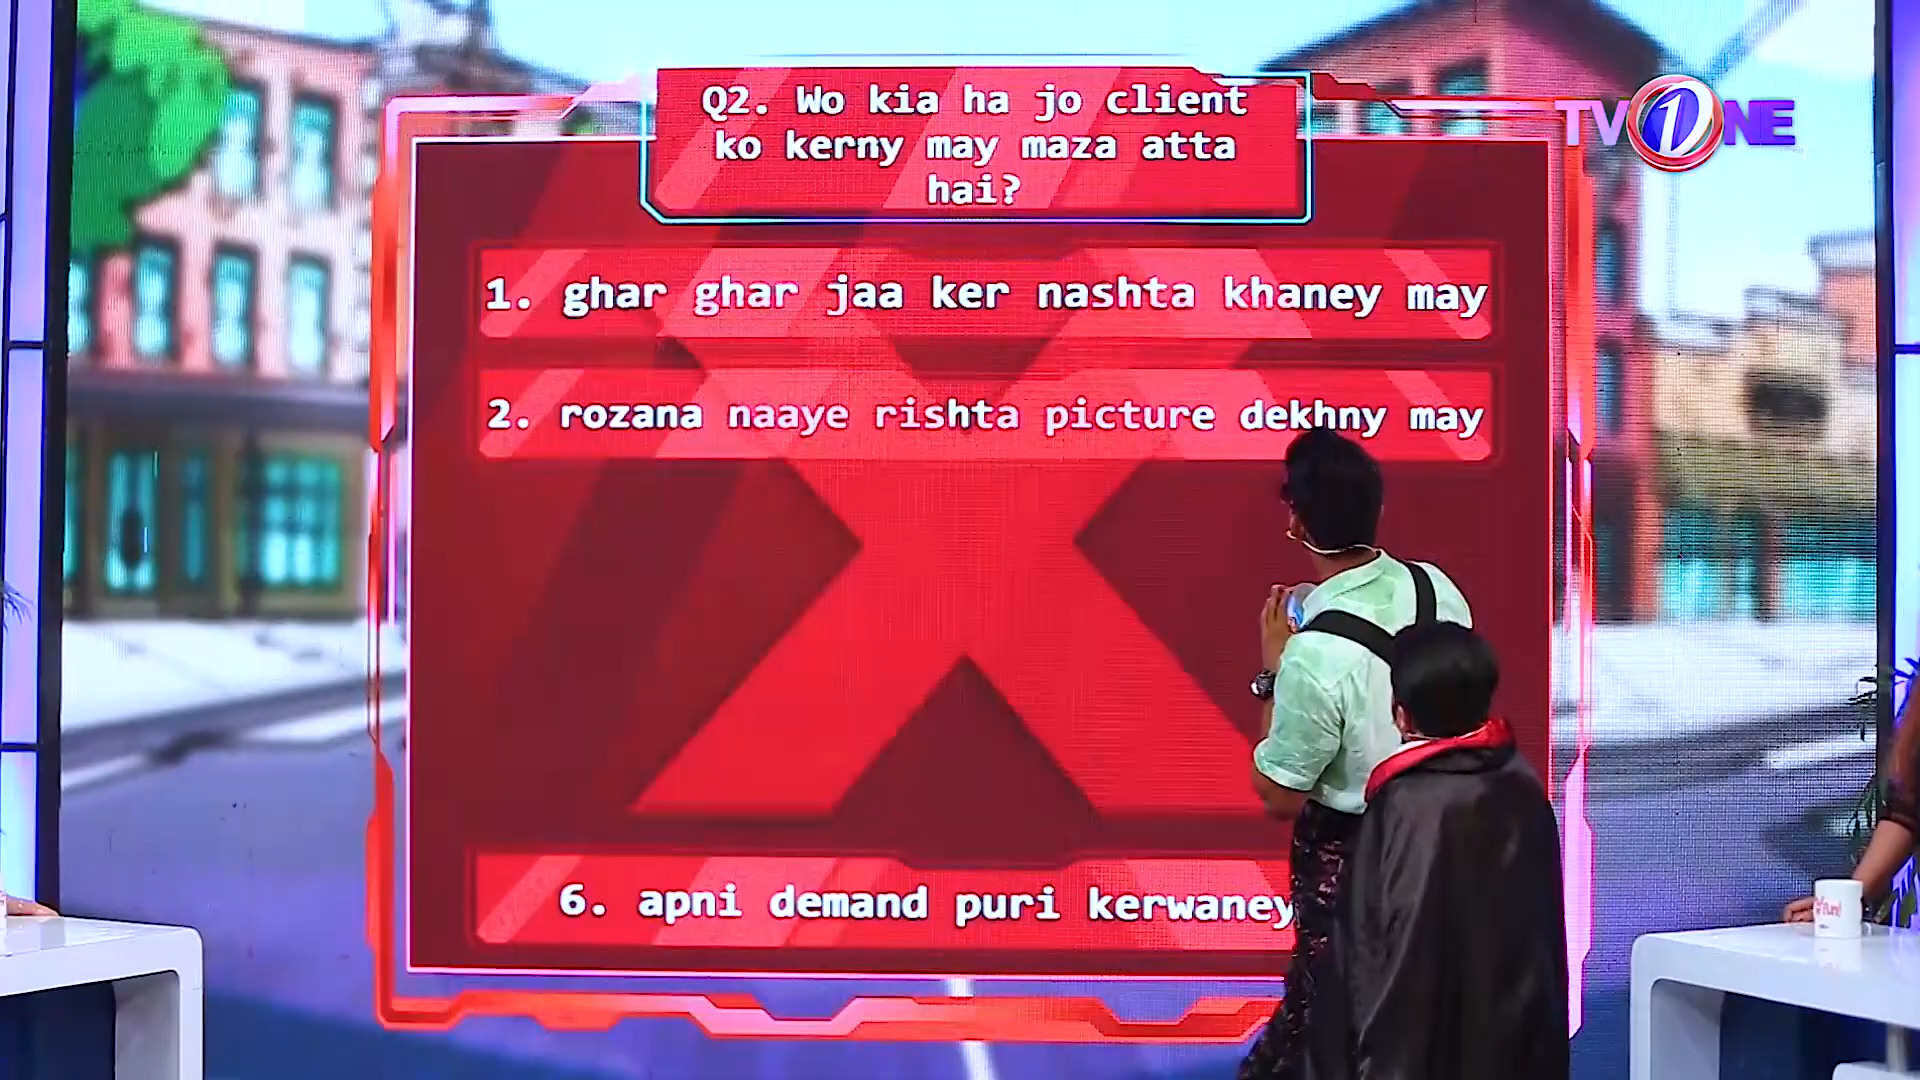 Q2. Wo kia ha jo client
ko kerny may maza atta
hai?
TV ONE
1. ghar ghar jaa ker nashta khaney may
2. rozana naaye rishta picture dekhny may
6. apni demand puri kerwaney